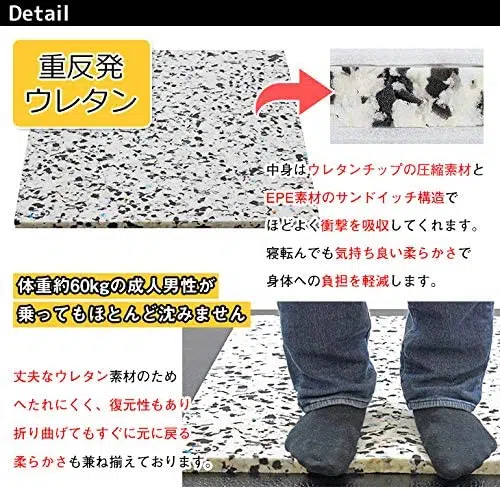 Detail
重反発
ウレタン
中身はウレタンチップの圧縮素材と
EPE素材のサンドイッチ構造で
ほどよく衝撃を吸収してくれます。
寝転んでも気持ち良い柔らかさで
身体への負担を軽減します。
体重約60kgの成人男性が
乗ってもほとんど沈みません
丈夫なウレタン素材のため
へたれにくく、復元性もあり
折り曲げてもすぐに元に戻る
柔らかさも兼ね揃えております。